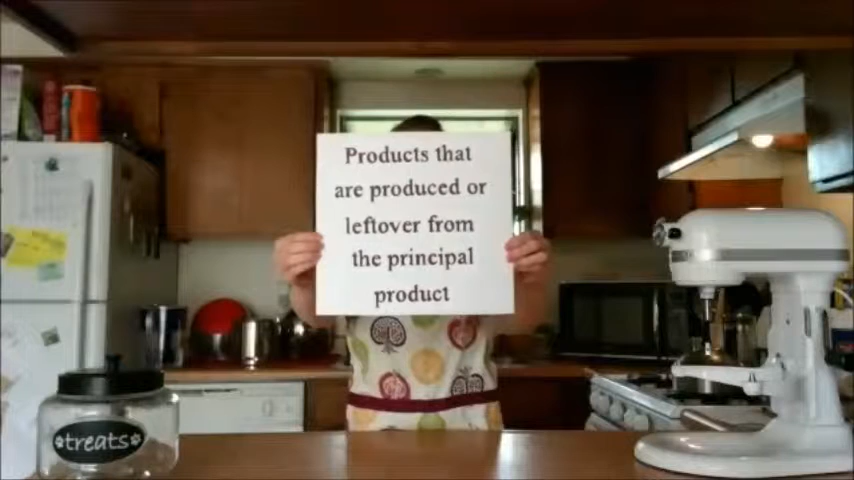 Products that
are produced or
leftover from
the principal
product
treats